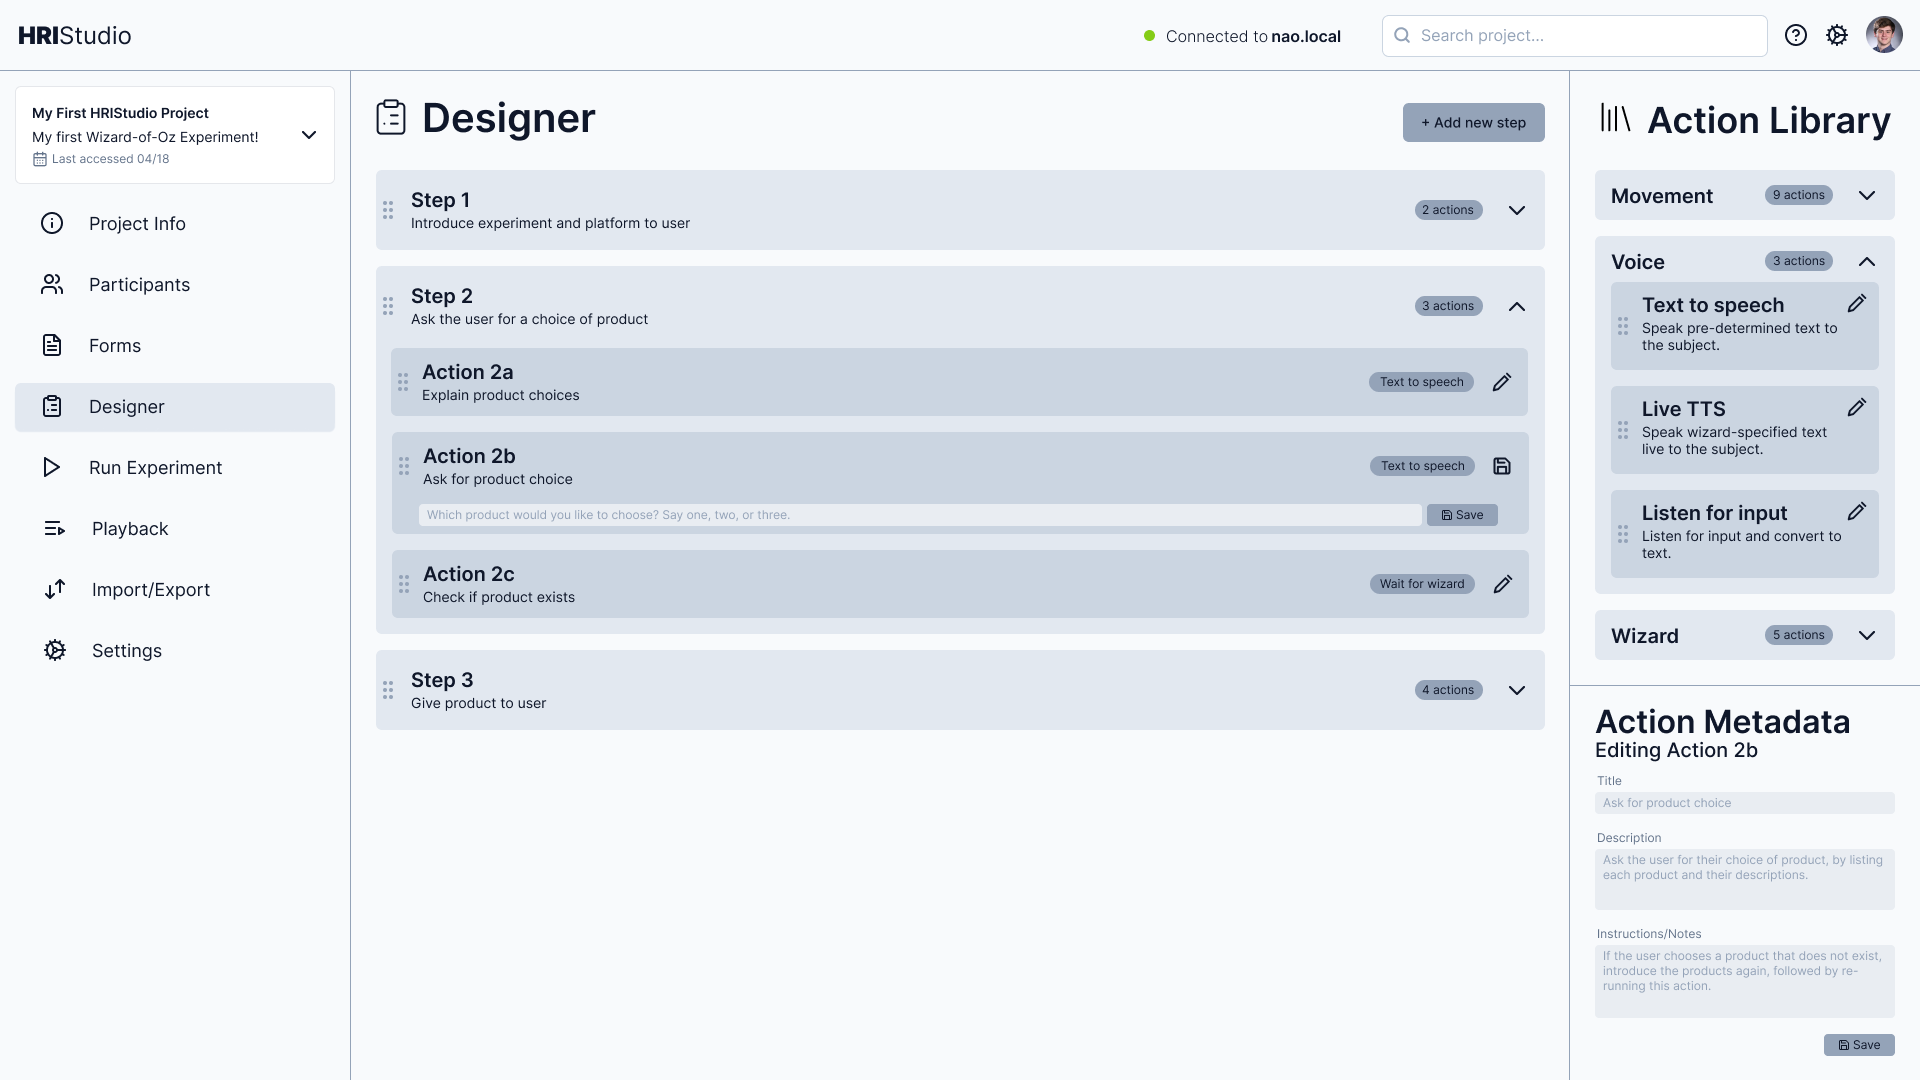 HRIStudio
Connected to nao.local
Search project...
My First HRIStudio Project
My first Wizard-of-Oz Experiment!
Last accessed 04/18
Project Info
Participants
Forms
Designer
Run Experiment
Playback
Import/Export
Settings
Designer
+ Add new step
Step 1
Introduce experiment and platform to user
2 actions
Step 2
Ask the user for a choice of product
3 actions
Action 2a
Explain product choices
Text to speech
Action 2b
Ask for product choice
Text to speech
Which product would you like to choose? Say one, two, or three.
Save
Action 2c
Check if product exists
Wait for wizard
Step 3
Give product to user
4 actions
Action Library
Movement
9 actions
Voice
3 actions
Text to speech
Speak pre-determined text to
the subject.
Live TTS
Speak wizard-specified text
live to the subject.
Listen for input
Listen for input and convert to
text.
Wizard
5 actions
Action Metadata
Editing Action 2b
Title
Ask for product choice
Description
Ask the user for their choice of product, by listing
each product and their descriptions.
Instructions/Notes
If the user chooses a product that does not exist,
introduce the products again, followed by re-
running this action.
Save